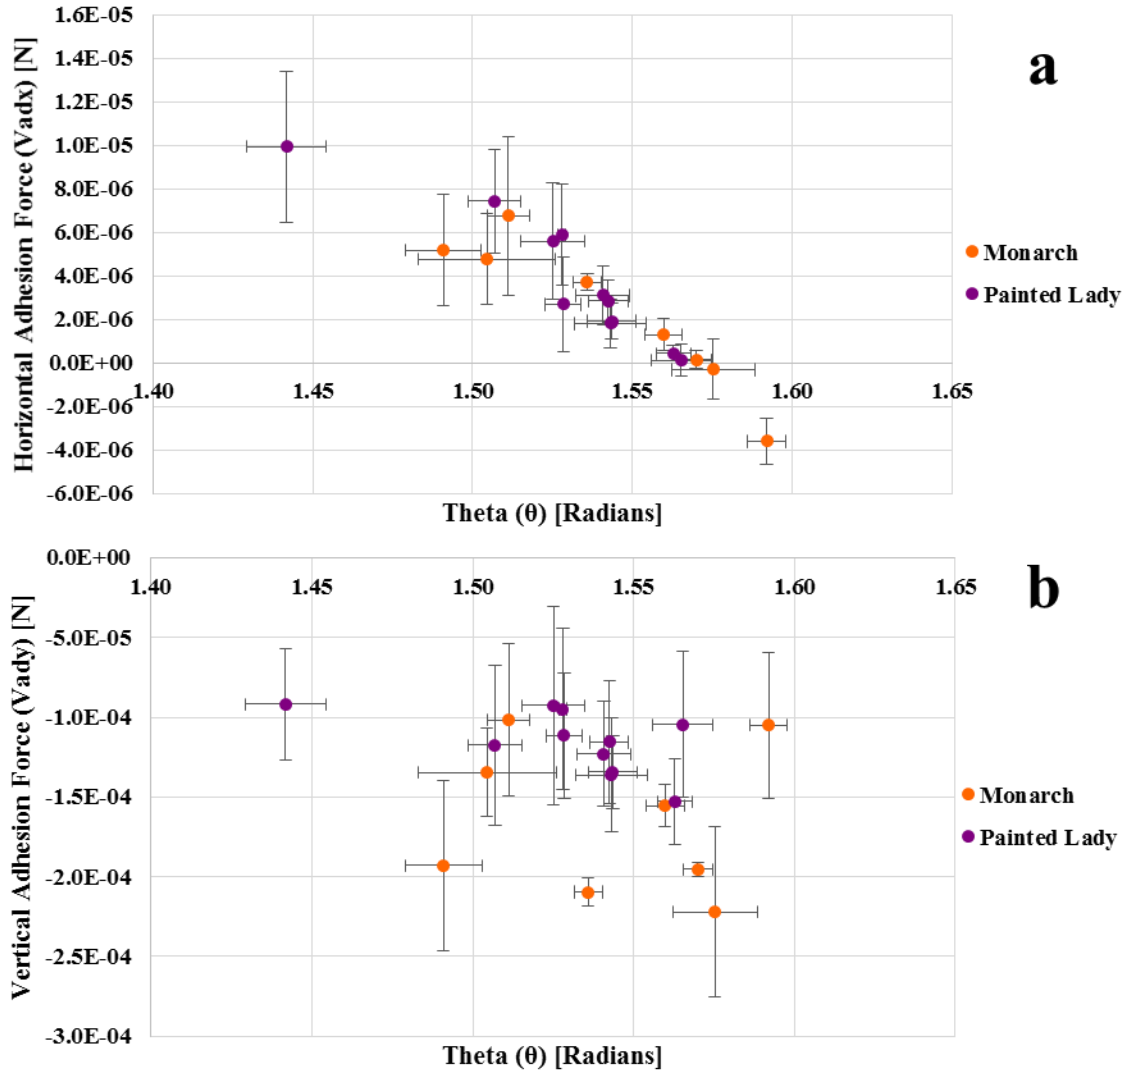 1.6E-05
1.4E-05
1.2E-05
1.0E-05
8.0E-06
6.0E-06
4.0E-06
2.0E-06
0.0E+00
-2.0E-06
-4.0E-06
-6.0E-06
1.40 1.45 1.50 1.55 1.60 1.65
Horizontal Adhesion Force (Vadx) [N]
Theta (θ) [Radians]
a
Monarch
Painted Lady
0.0E+00
-5.0E-05
-1.0E-04
-1.5E-04
-2.0E-04
-2.5E-04
-3.0E-04
1.40 1.45 1.50 1.55 1.60 1.65
Vertical Adhesion Force (Vady) [N]
Theta (θ) [Radians]
b
Monarch
Painted Lady